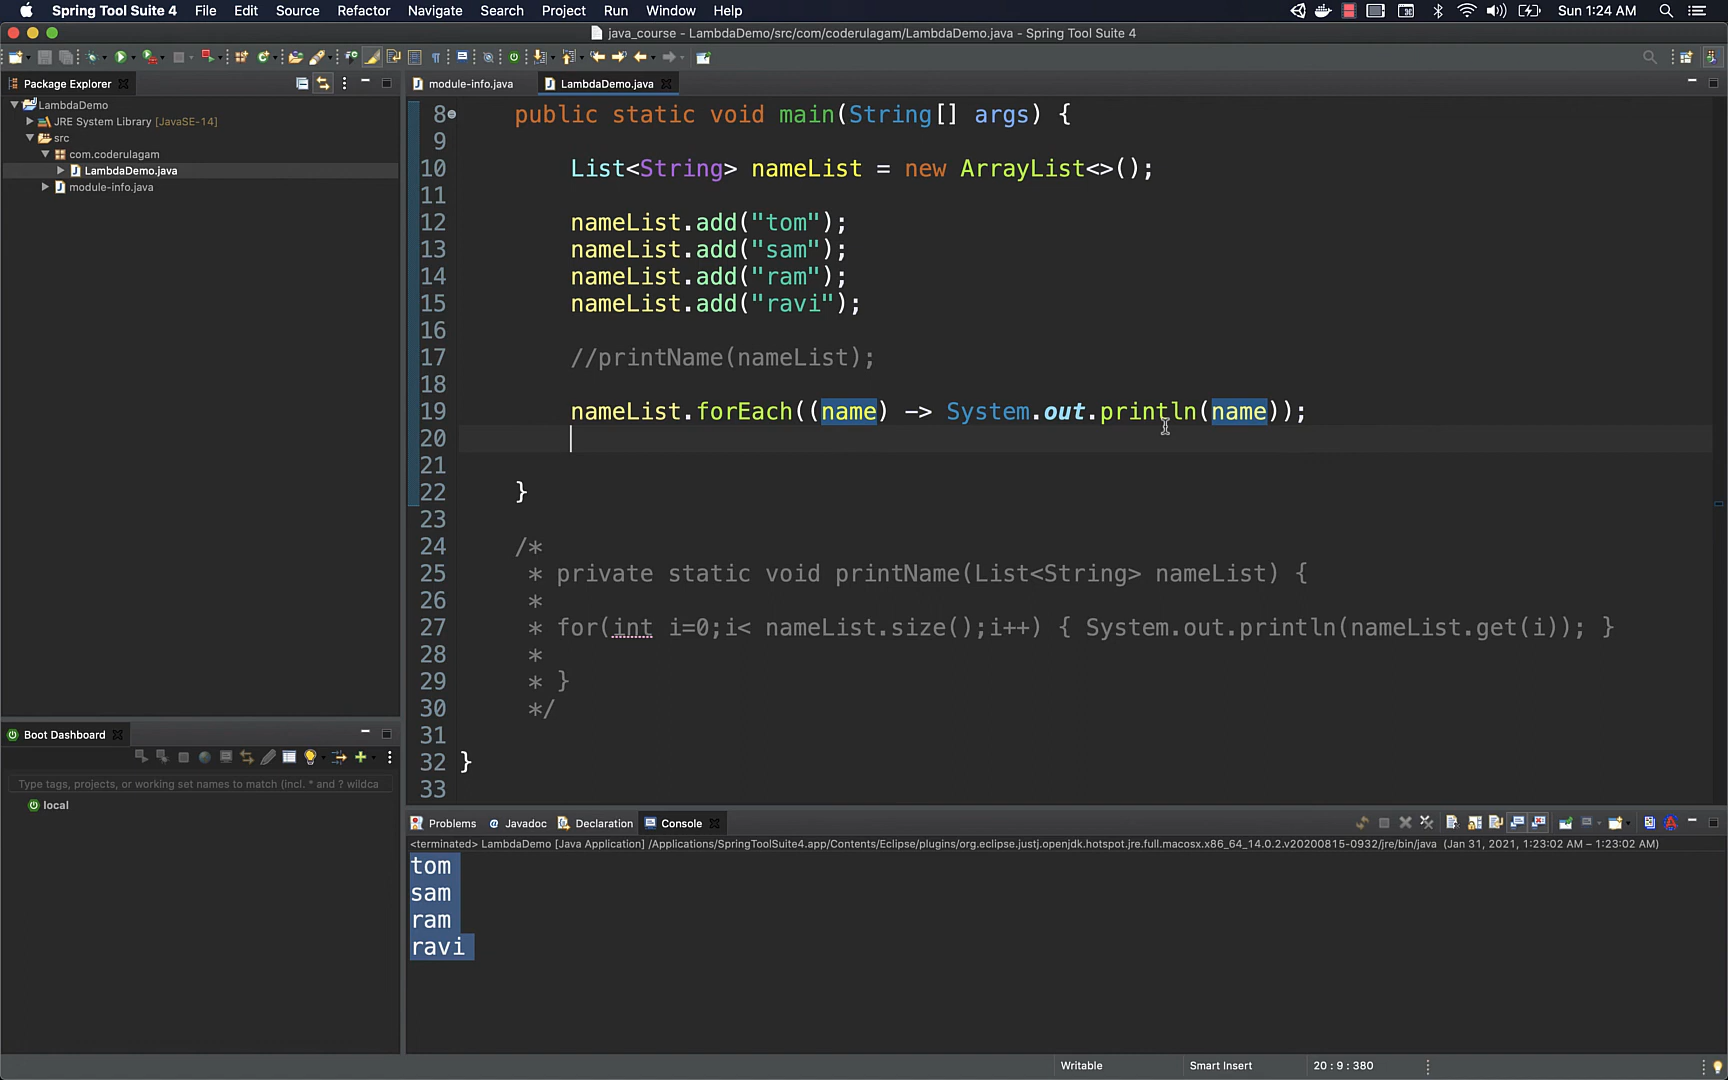 Spring Tool Suite 4 File Edit Source Refactor Navigate Search Project Run Window Help Sun 1:24 AM
java_course - LambdaDemo/src/com/coderulagam/LambdaDemo.java - Spring Tool Suite 4
Package Explorer
LambdaDemo
JRE System Library [JavaSE-14]
src
com.coderulagam
LambdaDemo.java
module-info.java
module-info.java LambdaDemo.java
8 public static void main(String[] args) {
9
10 List<String> nameList = new ArrayList<>();
11
12 nameList.add("tom");
13 nameList.add("sam");
14 nameList.add("ram");
15 nameList.add("ravi");
16
17 //printName(nameList);
18
19 nameList.forEach((name) -> System.out.println(name));
20
21
22 }
23
24 /*
25 * private static void printName(List<String> nameList) {
26 *
27 * for(int i=0;i< nameList.size();i++) { System.out.println(nameList.get(i)); }
28 *
29 * }
30 */
31
32 }
33
Boot Dashboard
Type tags, projects, or working set names to match (incl. * and ? wildca
local
Problems Javadoc Declaration Console
<terminated> LambdaDemo [Java Application] /Applications/SpringToolSuite4.app/Contents/Eclipse/plugins/org.eclipse.justj.openjdk.hotspot.jre.full.macosx.x86_64_14.0.2.v20200815-0932/jre/bin/java (Jan 31, 2021, 1:23:02 AM – 1:23:02 AM)
tom
sam
ram
ravi
Writable Smart Insert 20 : 9 : 380